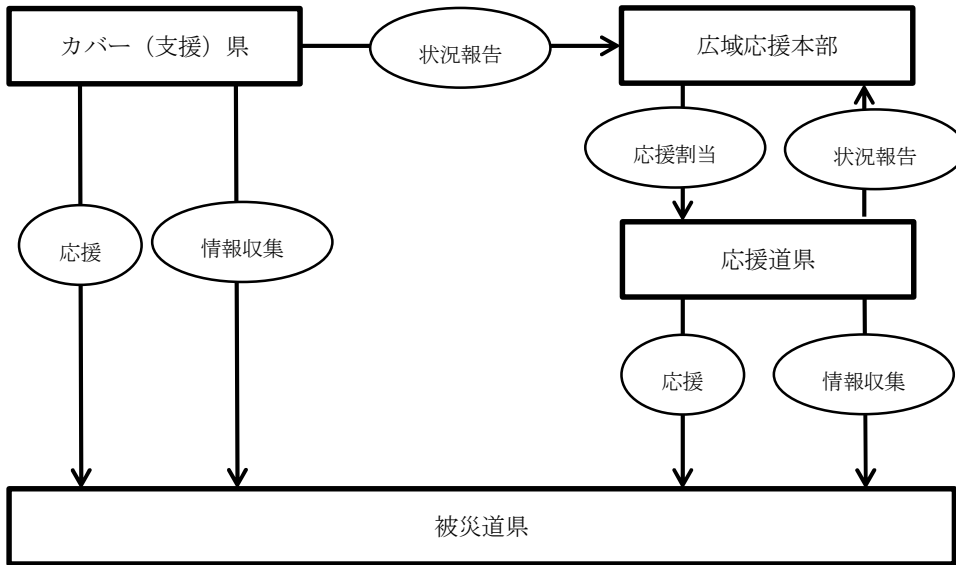 カバー（支援）県
状況報告
広域応援本部
応援割当
状況報告
応援
情報収集
応援道県
応援
情報収集
被災道県